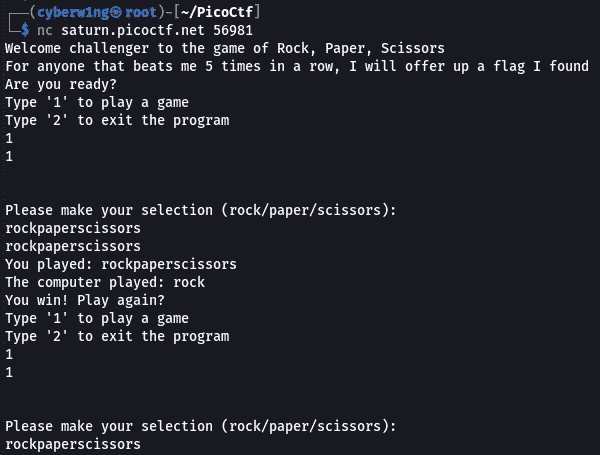 ┌──(cyberw1ng㉿root)-[~/PicoCtf]
└─$ nc saturn.picoctf.net 56981
Welcome challenger to the game of Rock, Paper, Scissors
For anyone that beats me 5 times in a row, I will offer up a flag I found
Are you ready?
Type '1' to play a game
Type '2' to exit the program
1
1
Please make your selection (rock/paper/scissors):
rockpaperscissors
rockpaperscissors
You played: rockpaperscissors
The computer played: rock
You win! Play again?
Type '1' to play a game
Type '2' to exit the program
1
1
Please make your selection (rock/paper/scissors):
rockpaperscissors